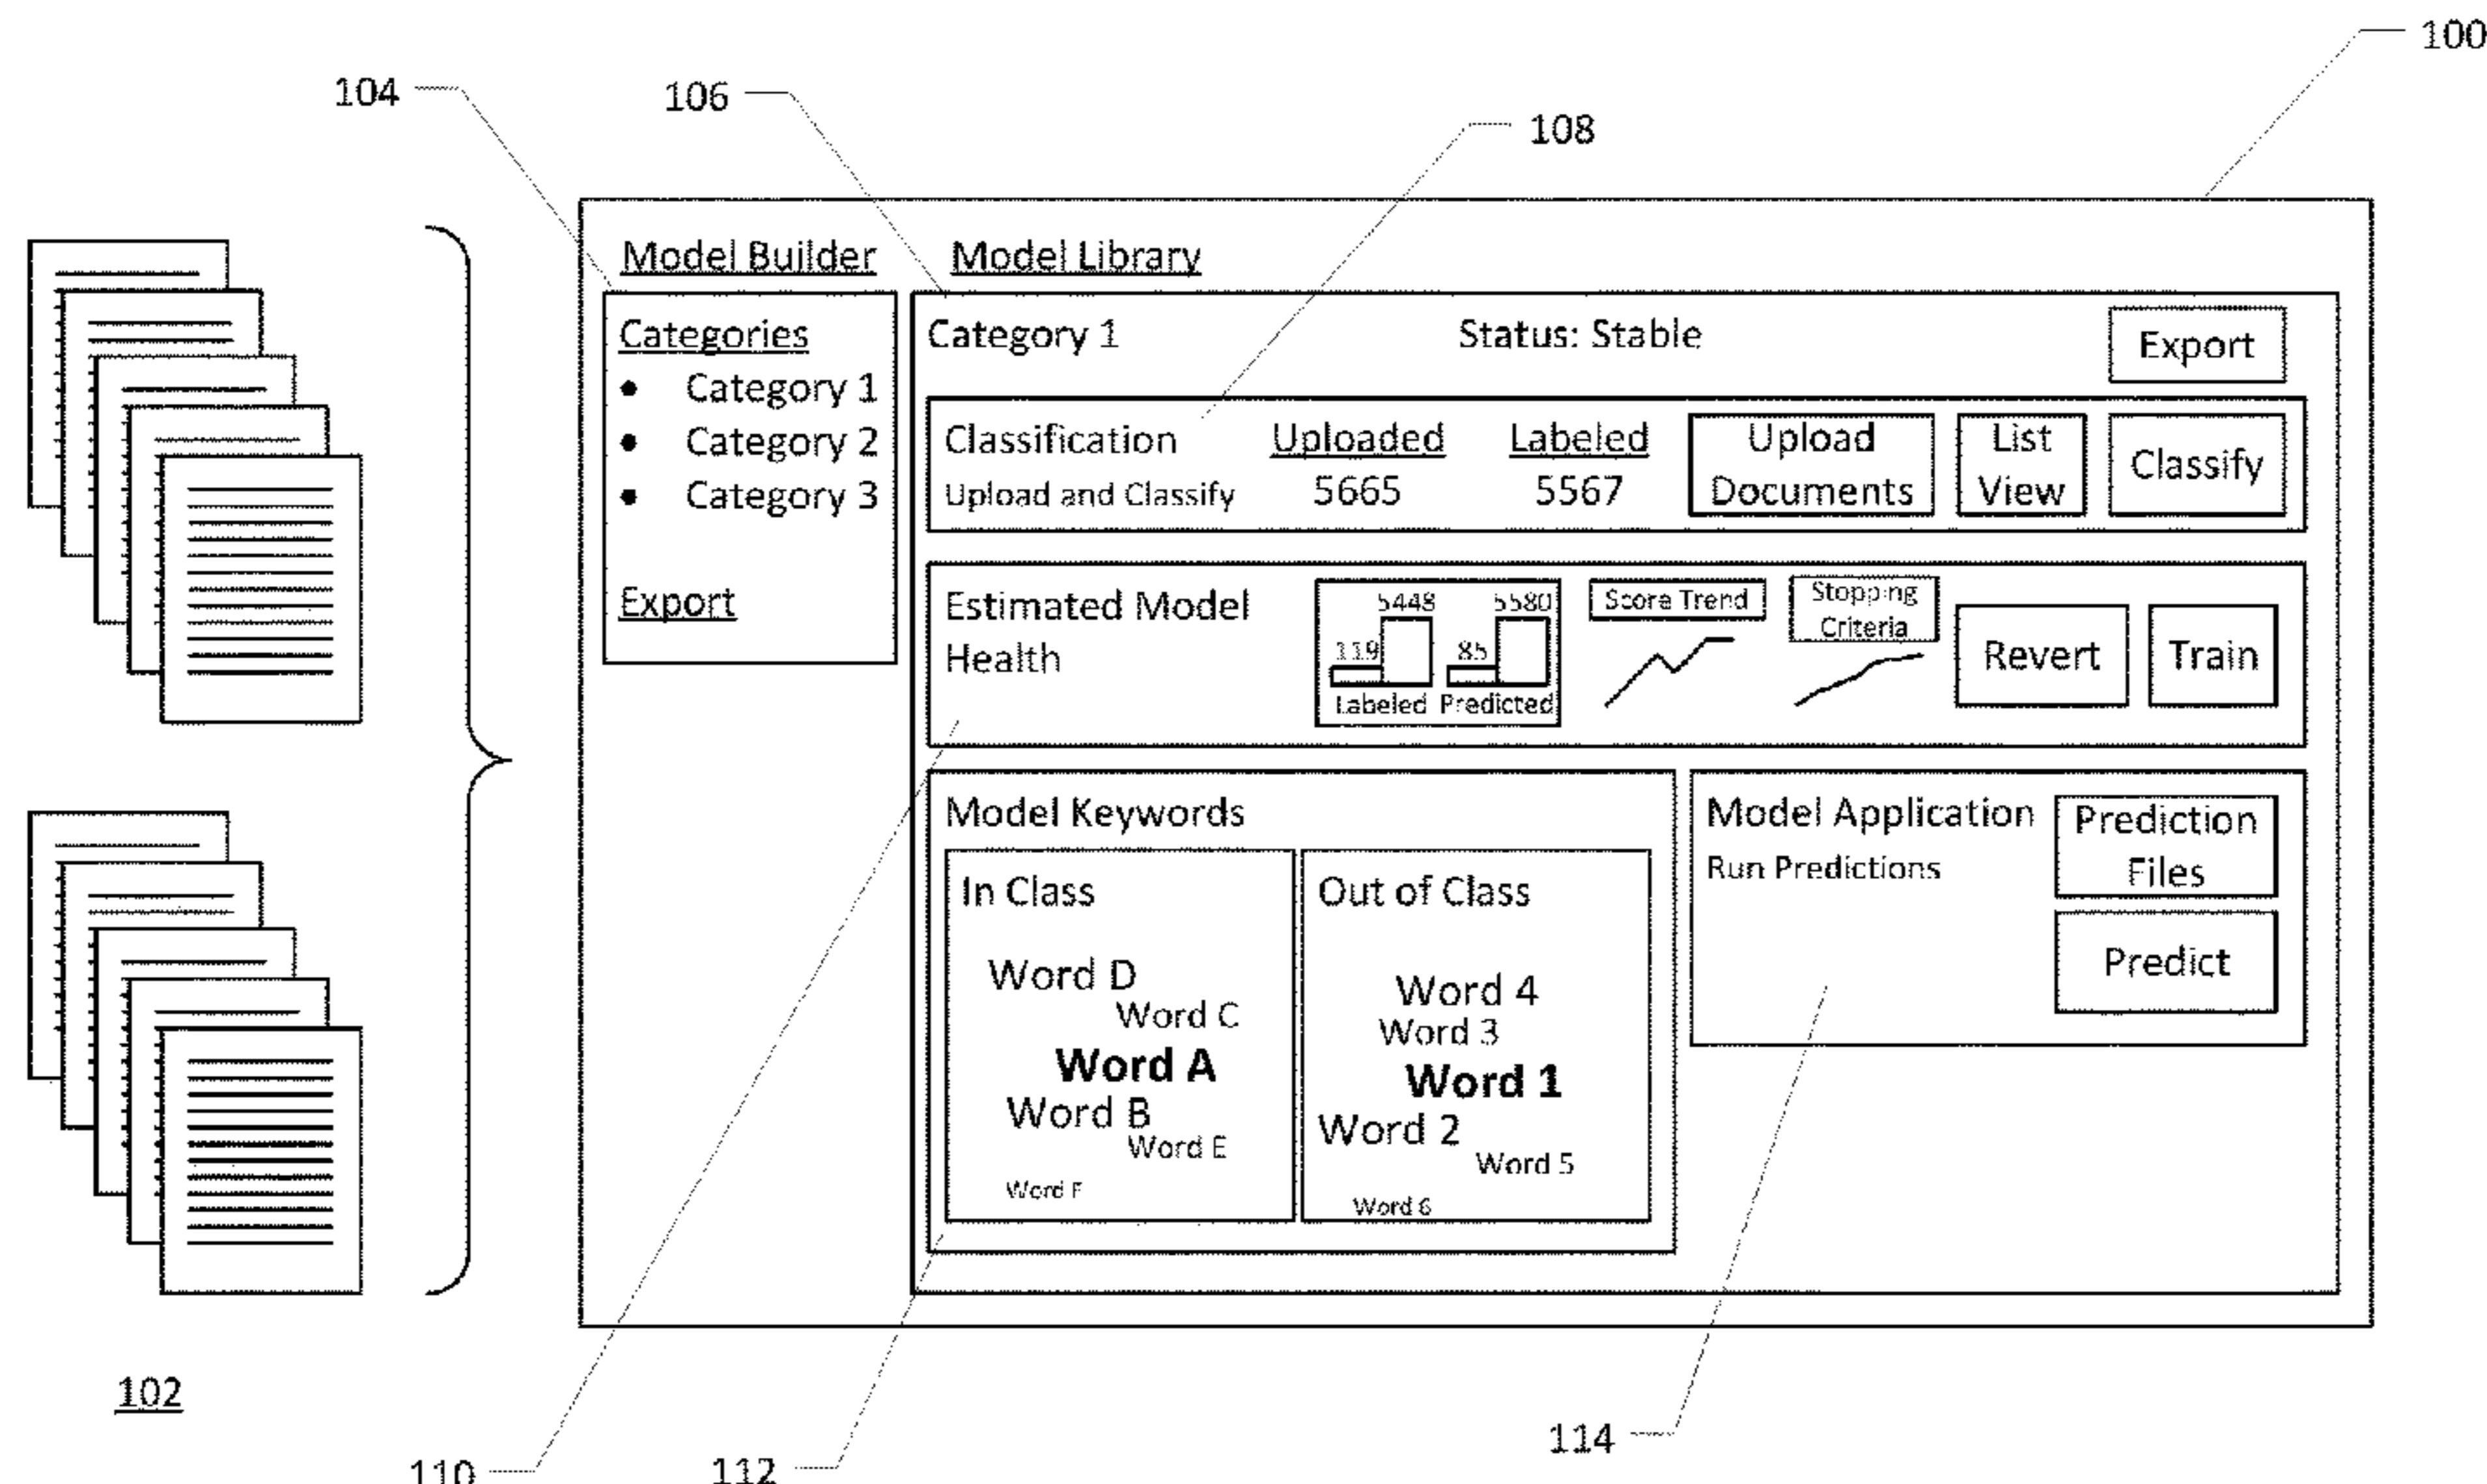 100
104
106
108
Model Builder
Model Library
Categories
• Category 1
• Category 2
• Category 3
Export
Category 1
Status: Stable
Export
Classification
Upload and Classify
Uploaded
5665
Labeled
5567
Upload
Documents
List
View
Classify
Estimated Model
Health
5448
5580
119
85
Labeled
Predicted
Score Trend
Stopping
Criteria
Revert
Train
Model Keywords
In Class
Word D
Word C
Word A
Word B
Word E
Word F
Out of Class
Word 4
Word 3
Word 1
Word 2
Word 5
Word 6
Model Application
Run Predictions
Prediction
Files
Predict
102
110
112
114